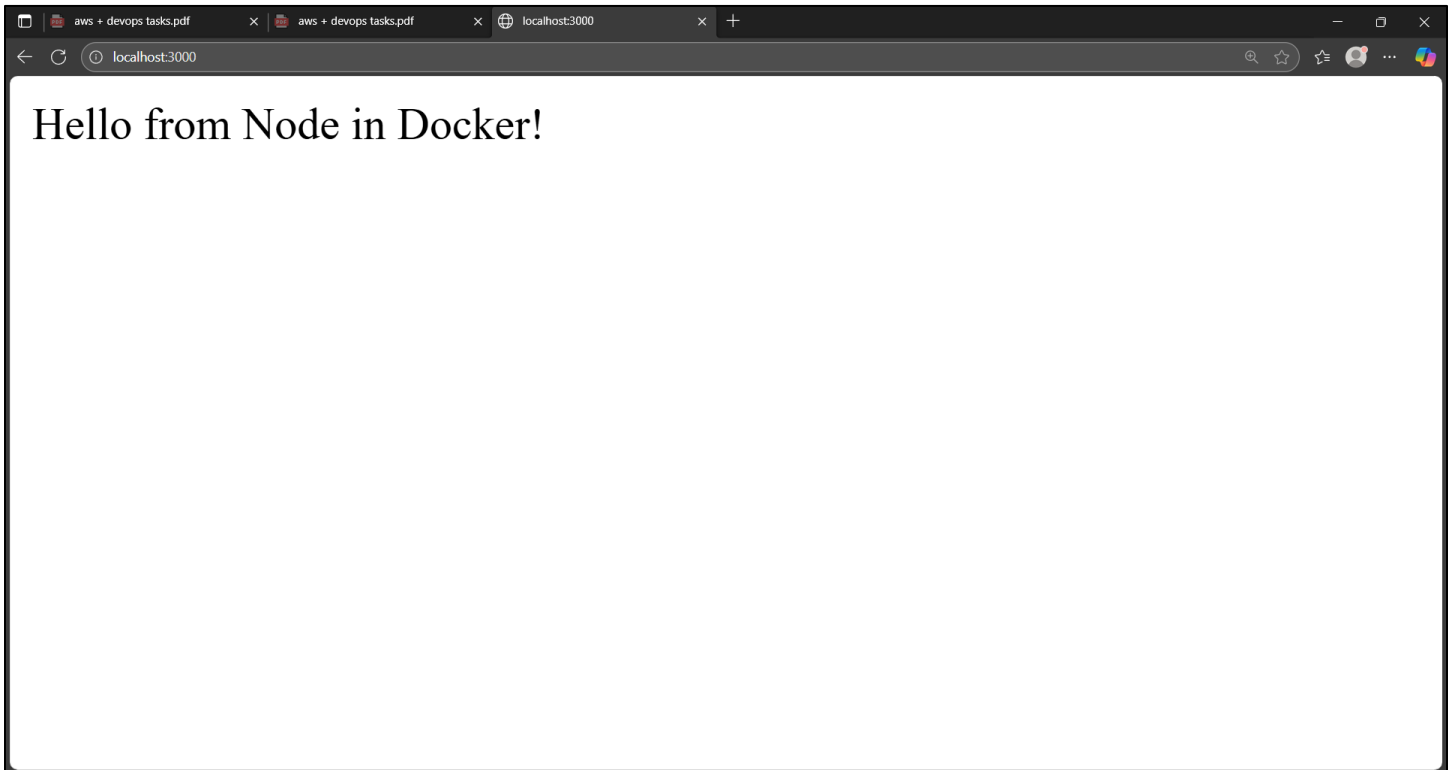 aws + devops tasks.pdf
aws + devops tasks.pdf
localhost:3000
localhost:3000
Hello from Node in Docker!